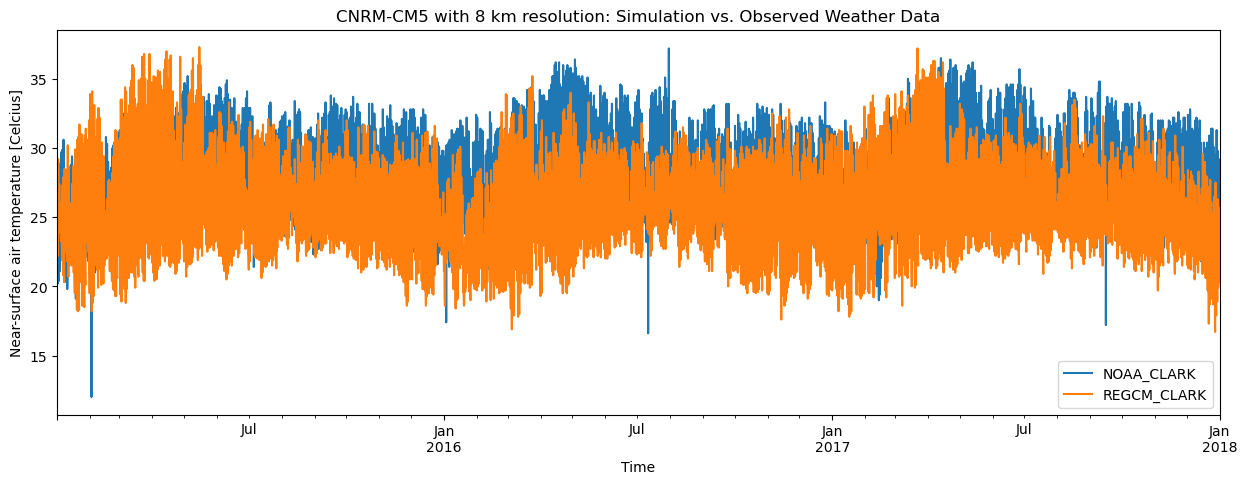 CNRM-CM5 with 8 km resolution: Simulation vs. Observed Weather Data
Near-surface air temperature [Celcius]
35
30
25
20
15
NOAA_CLARK
REGCM_CLARK
Jul
Jan
2016
Jul
Jan
2017
Jul
Jan
2018
Time